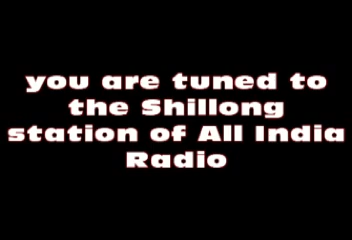 you are tuned to
the Shillong
station of All India
Radio